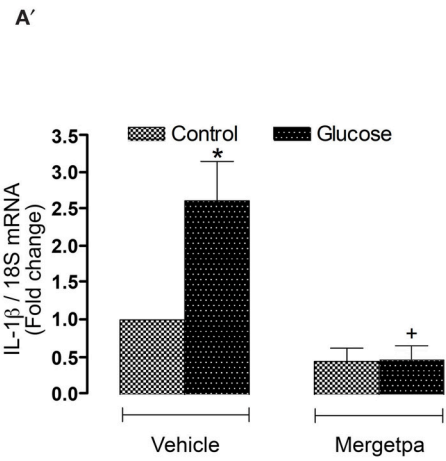 A′
Control Glucose
IL-1β / 18S mRNA
(Fold change)
3.5
3.0
2.5
2.0
1.5
1.0
0.5
0.0
*
+
Vehicle Mergetpa